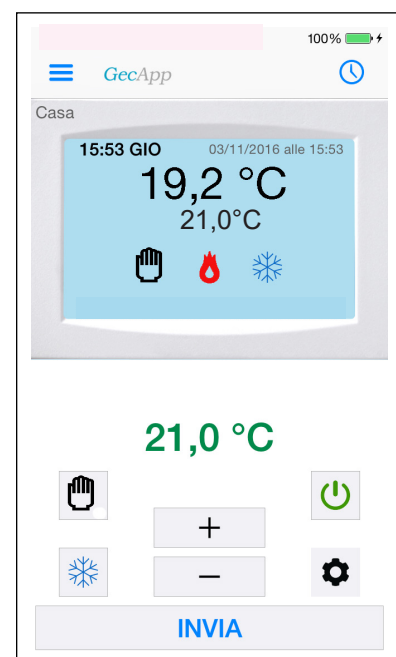 100%
GecApp
Casa
15:53 GIO 03/11/2016 alle 15:53
19,2 °C
21,0°C
21,0 °C
+
−
INVIA